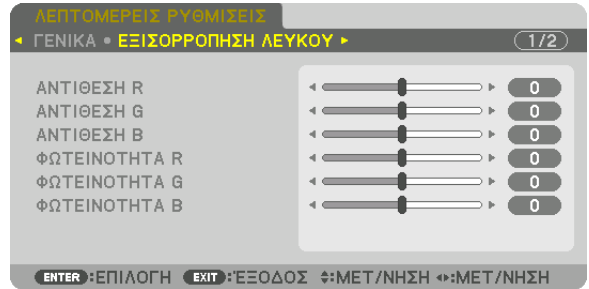 ΛΕΠΤΟΜΕΡΕΙΣ ΡΥΘΜΙΣΕΙΣ
◂ ΓΕΝΙΚΑ • ΕΞΙΣΟΡΡΟΠΗΣΗ ΛΕΥΚΟΥ ▸ 1/2
ΑΝΤΙΘΕΣΗ R 0
ΑΝΤΙΘΕΣΗ G 0
ΑΝΤΙΘΕΣΗ B 0
ΦΩΤΕΙΝΟΤΗΤΑ R 0
ΦΩΤΕΙΝΟΤΗΤΑ G 0
ΦΩΤΕΙΝΟΤΗΤΑ B 0
ENTER:ΕΠΙΛΟΓΗ EXIT:ΈΞΟΔΟΣ :ΜΕΤ/ΝΗΣΗ :ΜΕΤ/ΝΗΣΗ